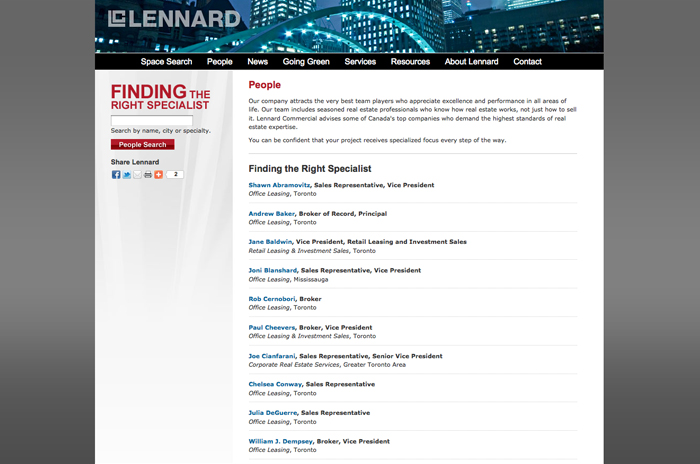 LENNARD
Space Search People News Going Green Services Resources About Lennard Contact
FINDING THE
RIGHT SPECIALIST
Search by name, city or specialty.
People Search
Share Lennard
2
People
Our company attracts the very best team players who appreciate excellence and performance in all areas of
life. Our team includes seasoned real estate professionals who know how real estate works, not just how to sell
it. Lennard Commercial advises some of Canada's top companies who demand the highest standards of real
estate expertise.
You can be confident that your project receives specialized focus every step of the way.
Finding the Right Specialist
Shawn Abramovitz, Sales Representative, Vice President
Office Leasing, Toronto
Andrew Baker, Broker of Record, Principal
Office Leasing, Toronto
Jane Baldwin, Vice President, Retail Leasing and Investment Sales
Retail Leasing & Investment Sales, Toronto
Joni Blanshard, Sales Representative, Vice President
Office Leasing, Mississauga
Rob Cernobori, Broker
Office Leasing, Toronto
Paul Cheevers, Broker, Vice President
Office Leasing & Investment Sales, Toronto
Joe Cianfarani, Sales Representative, Senior Vice President
Corporate Real Estate Services, Greater Toronto Area
Chelsea Conway, Sales Representative
Office Leasing, Toronto
Julia DeGuerre, Sales Representative
Office Leasing, Toronto
William J. Dempsey, Broker, Vice President
Office Leasing, Toronto